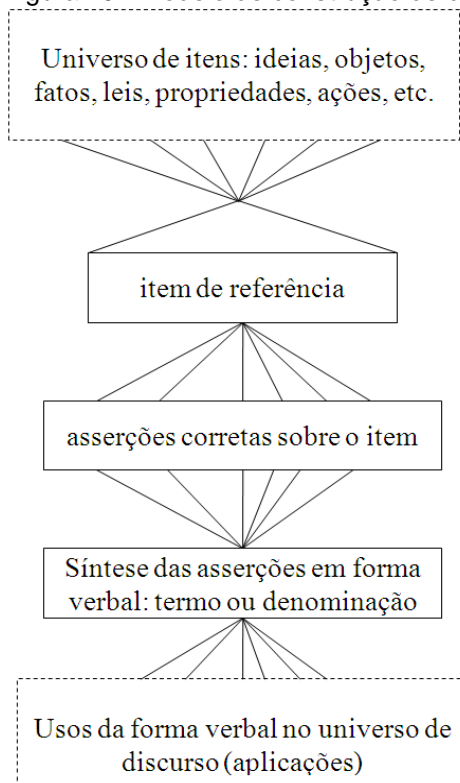 Universo de itens: ideias, objetos,
fatos, leis, propriedades, ações, etc.
item de referência
asserções corretas sobre o item
Síntese das asserções em forma
verbal: termo ou denominação
Usos da forma verbal no universo de
discurso (aplicações)